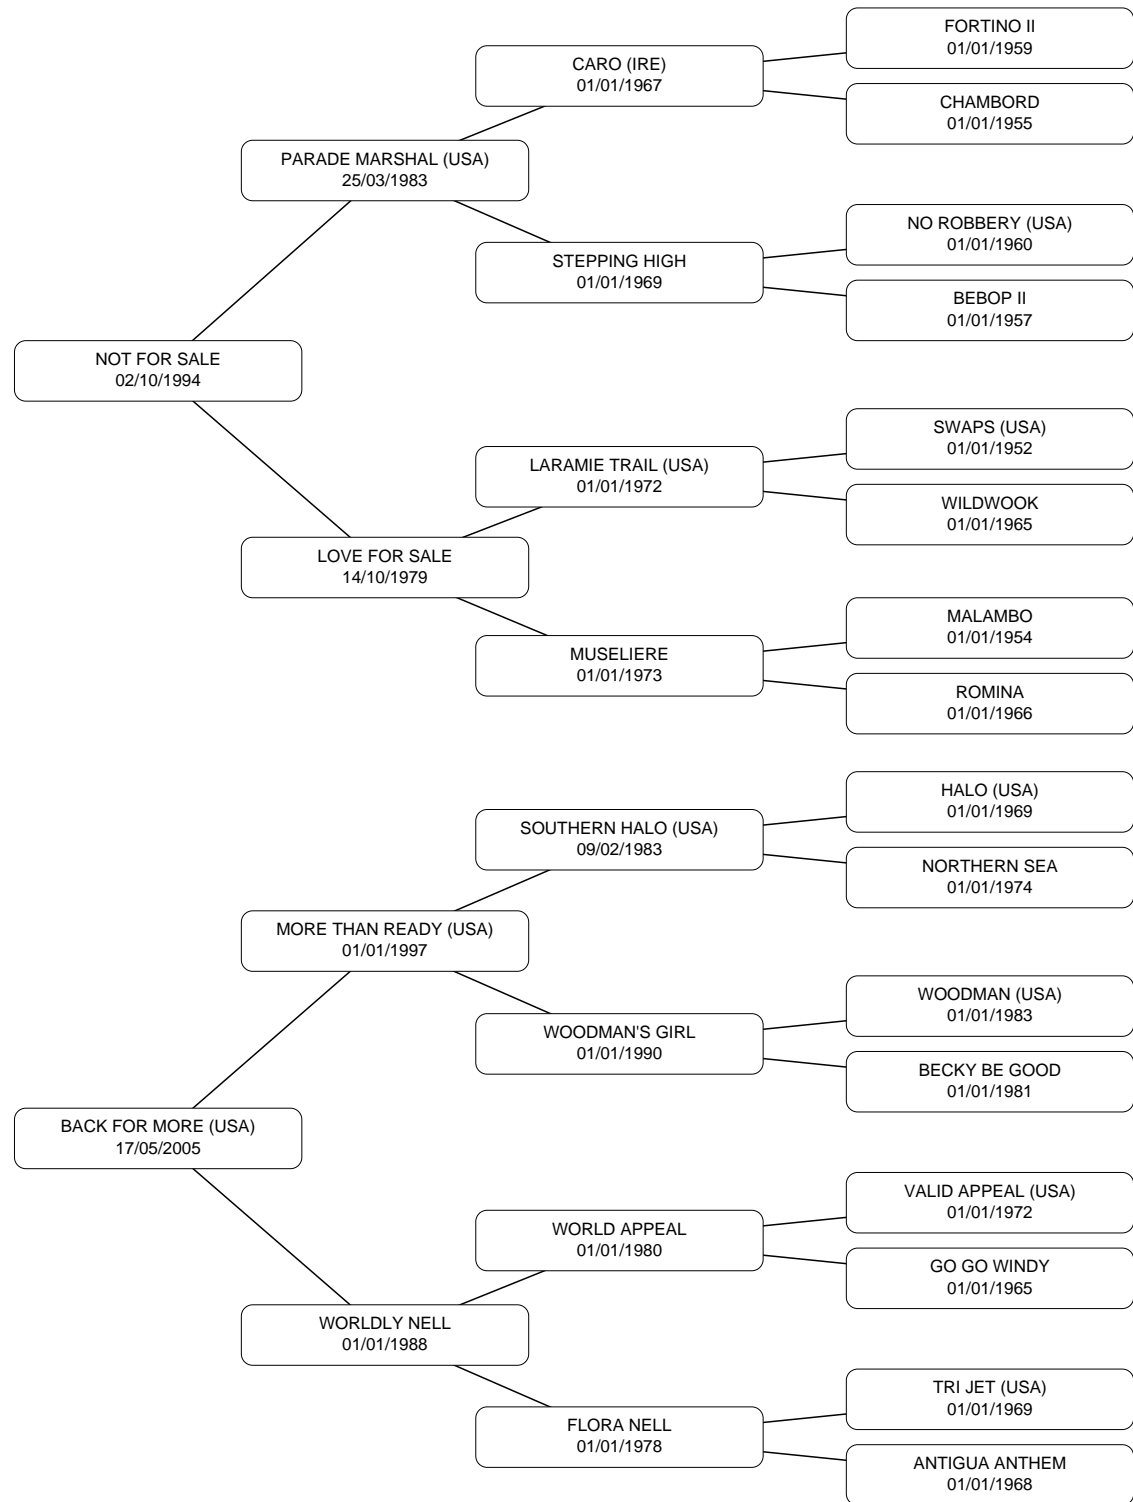 FORTINO II
01/01/1959
CARO (IRE)
01/01/1967
CHAMBORD
01/01/1955
PARADE MARSHAL (USA)
25/03/1983
NO ROBBERY (USA)
01/01/1960
STEPPING HIGH
01/01/1969
BEBOP II
01/01/1957
NOT FOR SALE
02/10/1994
SWAPS (USA)
01/01/1952
LARAMIE TRAIL (USA)
01/01/1972
WILDWOOK
01/01/1965
LOVE FOR SALE
14/10/1979
MALAMBO
01/01/1954
MUSELIERE
01/01/1973
ROMINA
01/01/1966
HALO (USA)
01/01/1969
SOUTHERN HALO (USA)
09/02/1983
NORTHERN SEA
01/01/1974
MORE THAN READY (USA)
01/01/1997
WOODMAN (USA)
01/01/1983
WOODMAN'S GIRL
01/01/1990
BECKY BE GOOD
01/01/1981
BACK FOR MORE (USA)
17/05/2005
VALID APPEAL (USA)
01/01/1972
WORLD APPEAL
01/01/1980
GO GO WINDY
01/01/1965
WORLDLY NELL
01/01/1988
TRI JET (USA)
01/01/1969
FLORA NELL
01/01/1978
ANTIGUA ANTHEM
01/01/1968